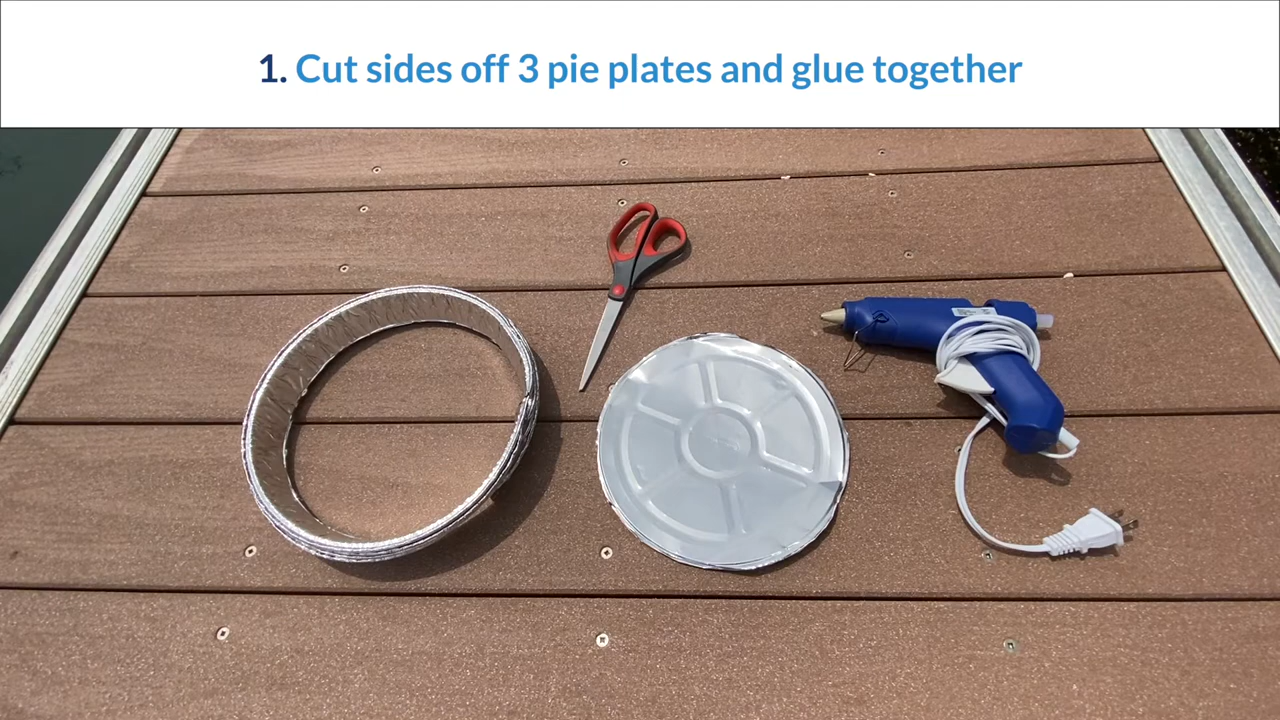 1. Cut sides off 3 pie plates and glue together